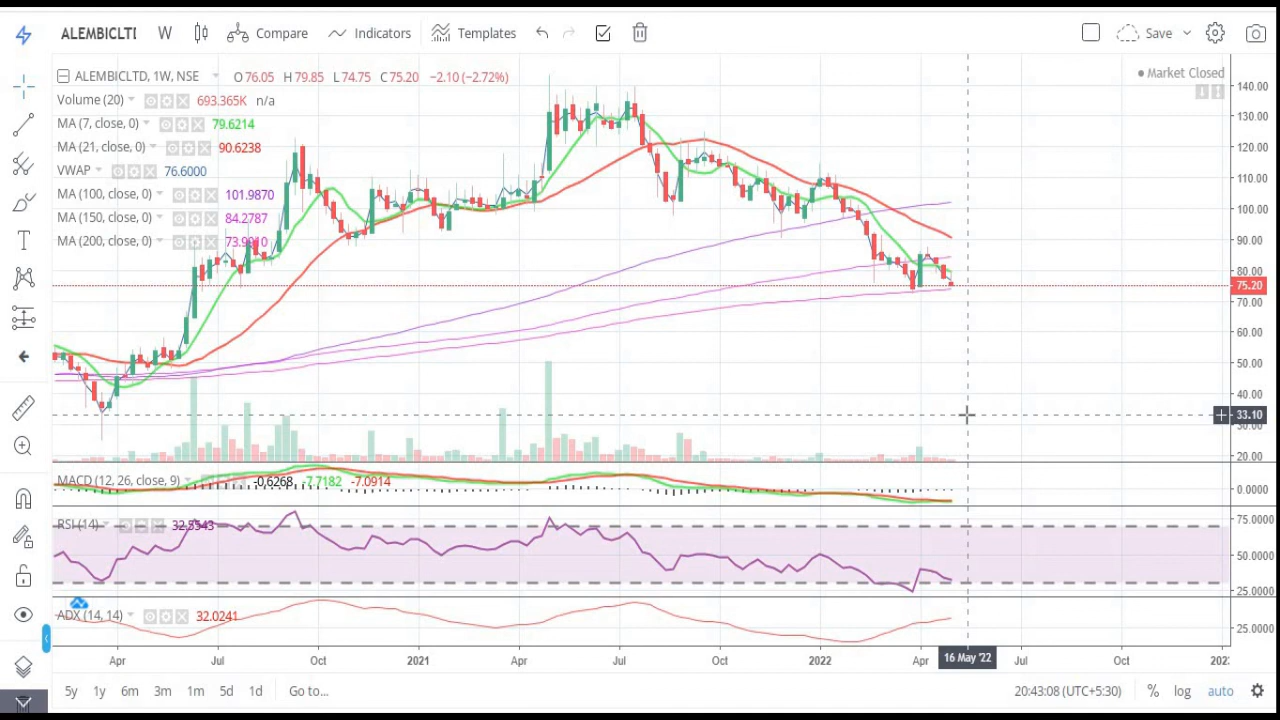 ALEMBICLTD W Compare Indicators Templates Save
ALEMBICLTD, 1W, NSE O 76.05 H 79.85 L 74.75 C 75.20 −2.10 (−2.72%)
Market Closed
Volume (20) 693.365K n/a
MA (7, close, 0) 79.6214
MA (21, close, 0) 90.6238
VWAP 76.6000
MA (100, close, 0) 101.9870
MA (150, close, 0) 84.2787
MA (200, close, 0)
140.00
130.00
120.00
110.00
100.00
90.00
80.00
75.20
70.00
60.00
50.00
40.00
33.10
30.00
20.00
MACD (12, 26, close, 9) -0.6268 -7.7182 -7.0914
0.0000
RSI (14) 32.5543
75.0000
50.0000
25.0000
ADX (14, 14) 32.0241
25.0000
Apr Jul Oct 2021 Apr Jul Oct 2022 Apr 16 May '22 Jul Oct
5y 1y 6m 3m 1m 5d 1d Go to... 20:43:08 (UTC+5:30) % log auto